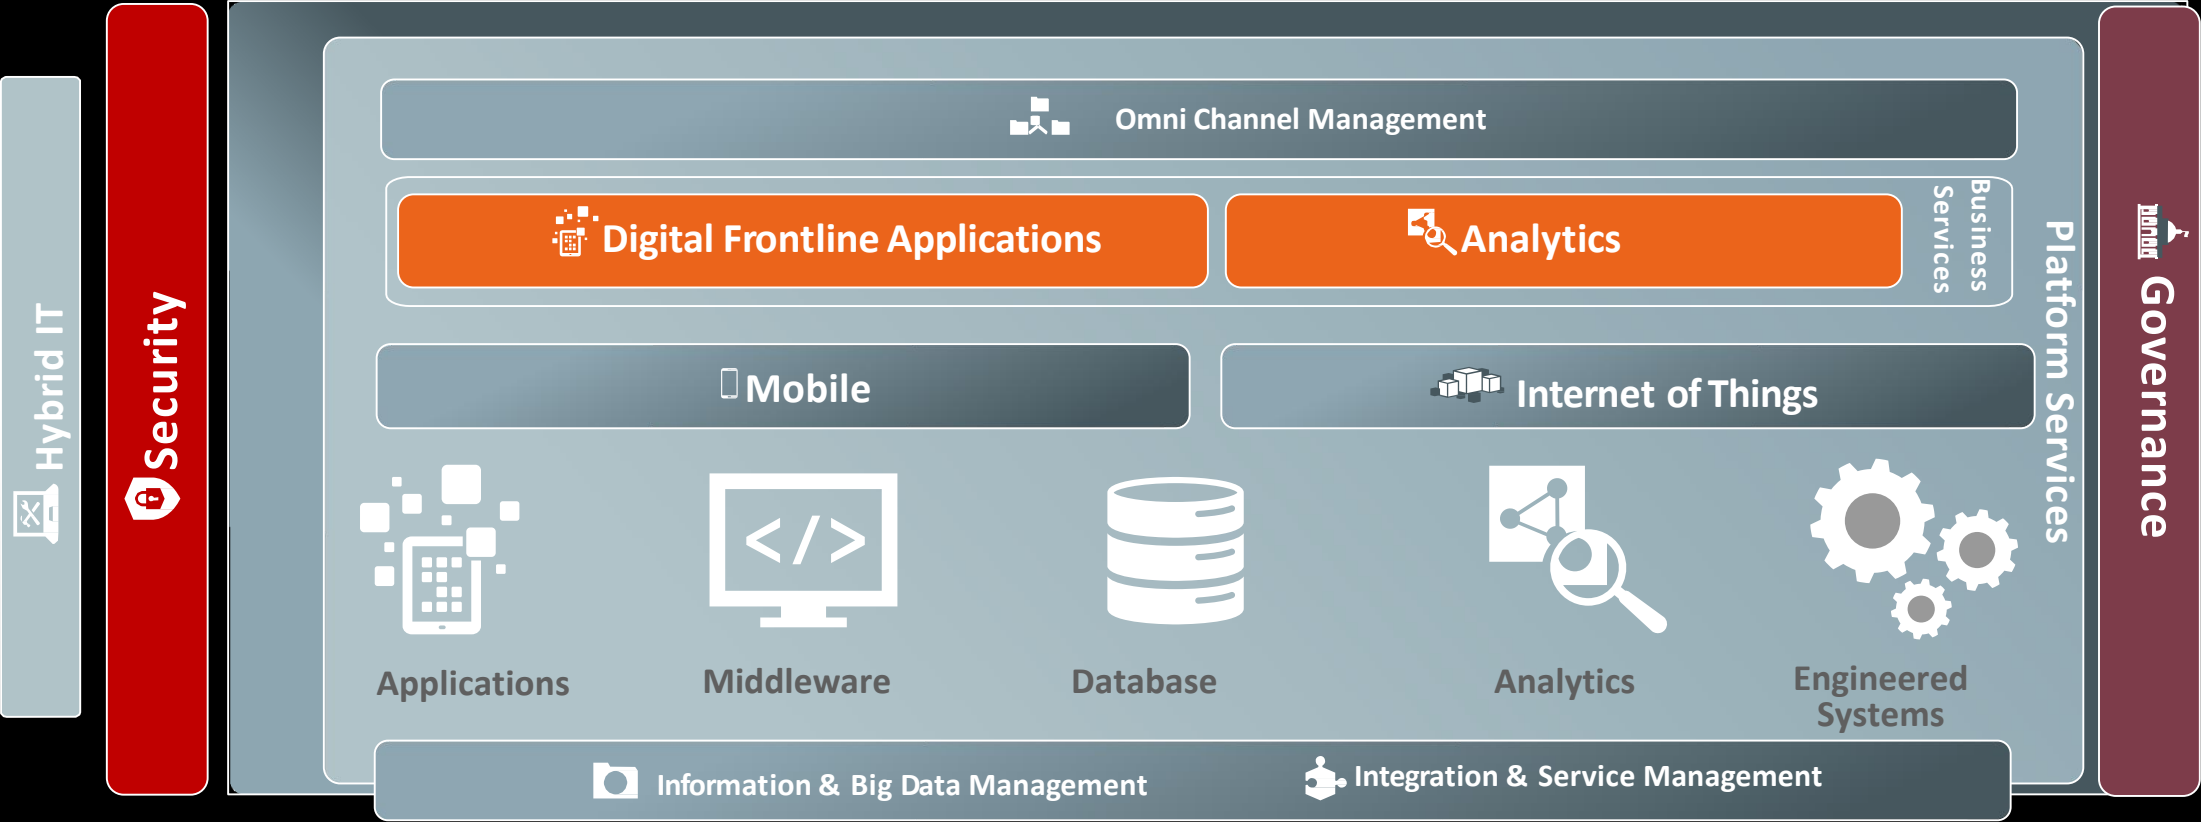 Hybrid IT
Security
Omni Channel Management
Digital Frontline Applications
Analytics
Business
Services
Mobile
Internet of Things
Platform Services
Governance
Applications
Middleware
Database
Analytics
Engineered
Systems
Information & Big Data Management
Integration & Service Management